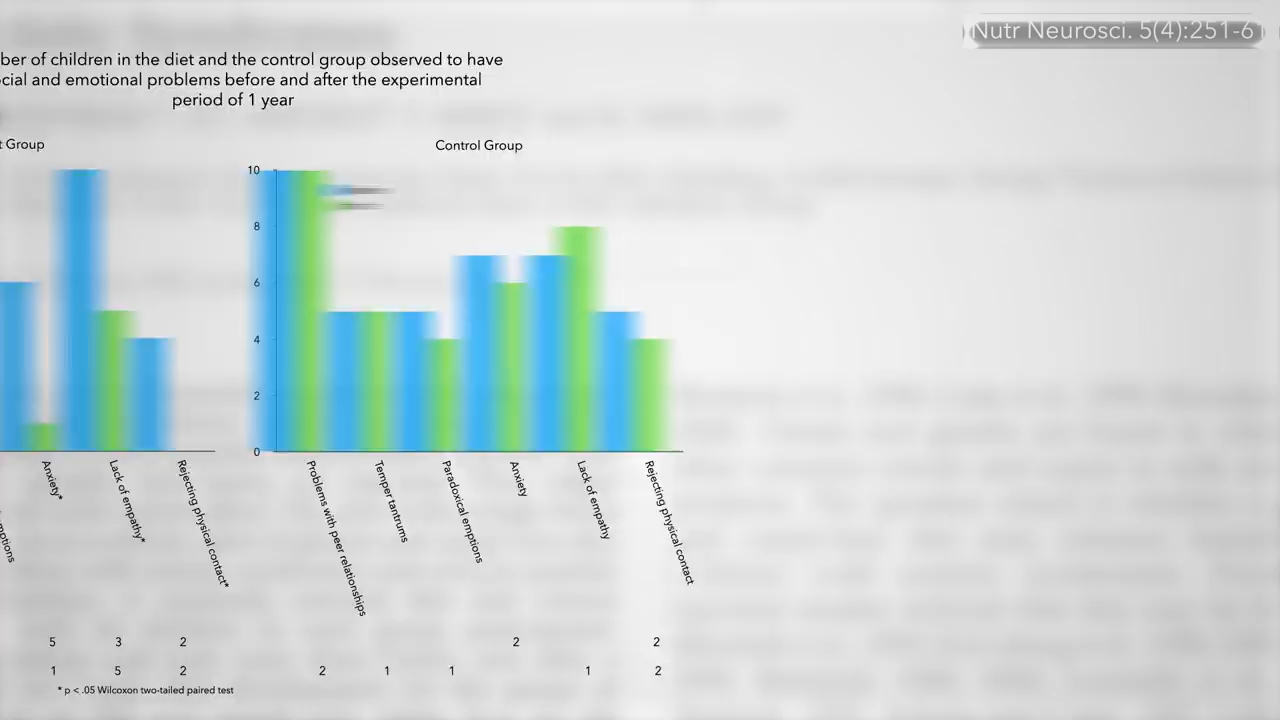 Nutr Neurosci. 5(4):251-61
ber of children in the diet and the control group observed to have
cial and emotional problems before and after the experimental
period of 1 year
t Group
Control Group
10
8
6
4
2
0
mptions
Anxiety*
Lack of empathy*
Rejecting physical contact*
Problems with peer relationships
Temper tantrums
Paradoxical emptions
Anxiety
Lack of empathy
Rejecting physical contact
5 3 2 2 2
1 5 2 2 1 1 1 2
* p < .05 Wilcoxon two-tailed paired test